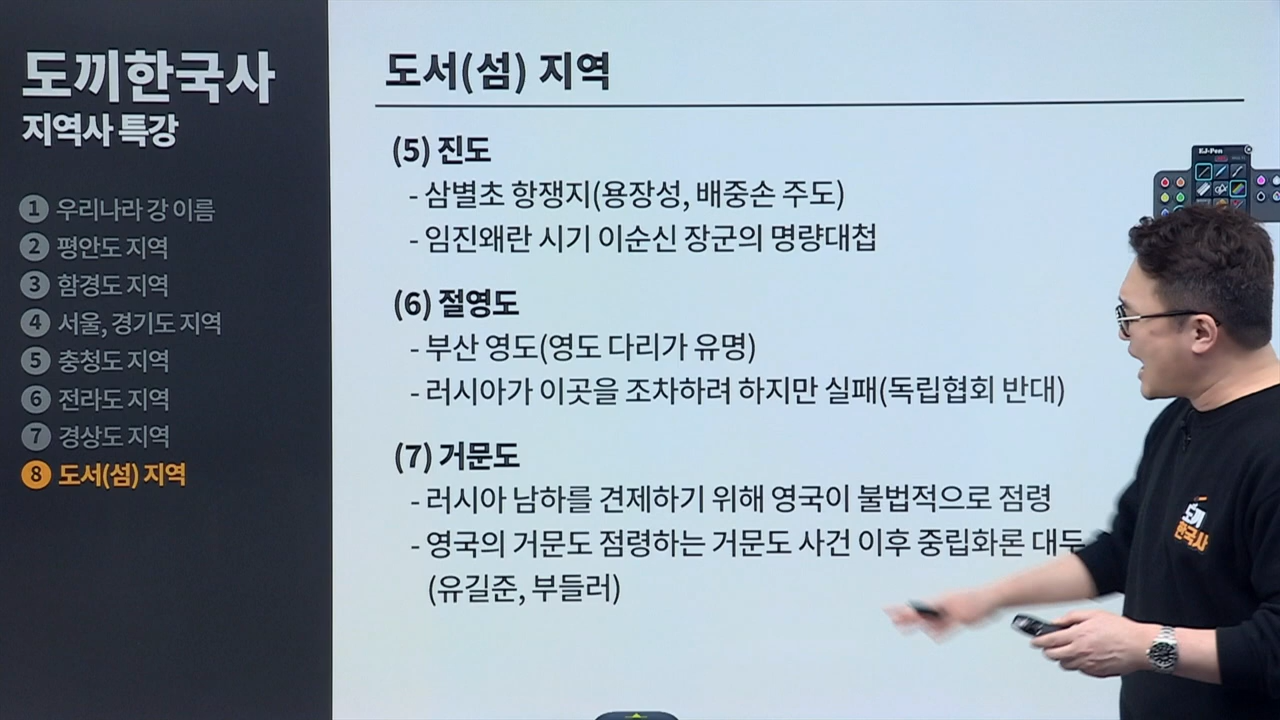 도끼한국사
지역사 특강
1 우리나라 강 이름
2 평안도 지역
3 함경도 지역
4 서울, 경기도 지역
5 충청도 지역
6 전라도 지역
7 경상도 지역
8 도서(섬) 지역
도서(섬) 지역
(5) 진도
- 삼별초 항쟁지(용장성, 배중손 주도)
- 임진왜란 시기 이순신 장군의 명량대첩
(6) 절영도
- 부산 영도(영도 다리가 유명)
- 러시아가 이곳을 조차하려 하지만 실패(독립협회 반대)
(7) 거문도
- 러시아 남하를 견제하기 위해 영국이 불법적으로 점령
- 영국의 거문도 점령하는 거문도 사건 이후 중립화론 대두
(유길준, 부들러)
EJ-Pen
도끼
한국사